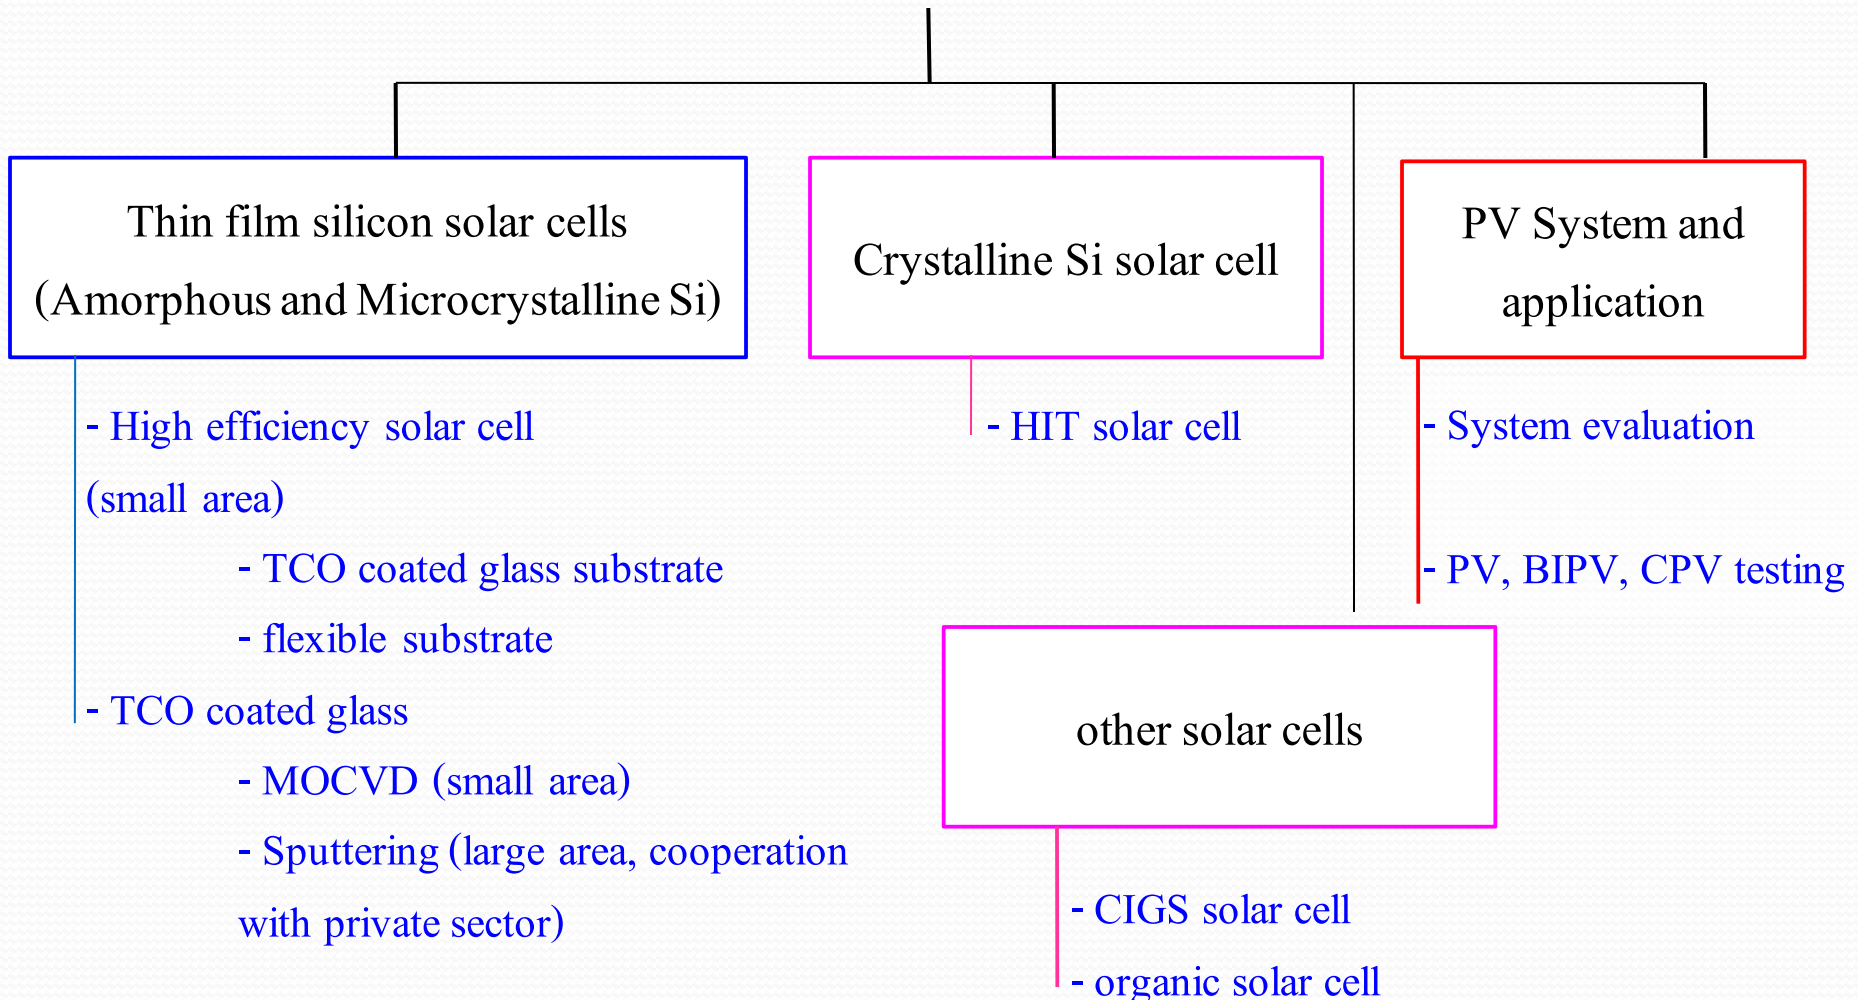 Thin film silicon solar cells
(Amorphous and Microcrystalline Si)
- High efficiency solar cell
(small area)
- TCO coated glass substrate
- flexible substrate
- TCO coated glass
- MOCVD (small area)
- Sputtering (large area, cooperation
with private sector)
Crystalline Si solar cell
- HIT solar cell
PV System and
application
- System evaluation
- PV, BIPV, CPV testing
other solar cells
- CIGS solar cell
- organic solar cell